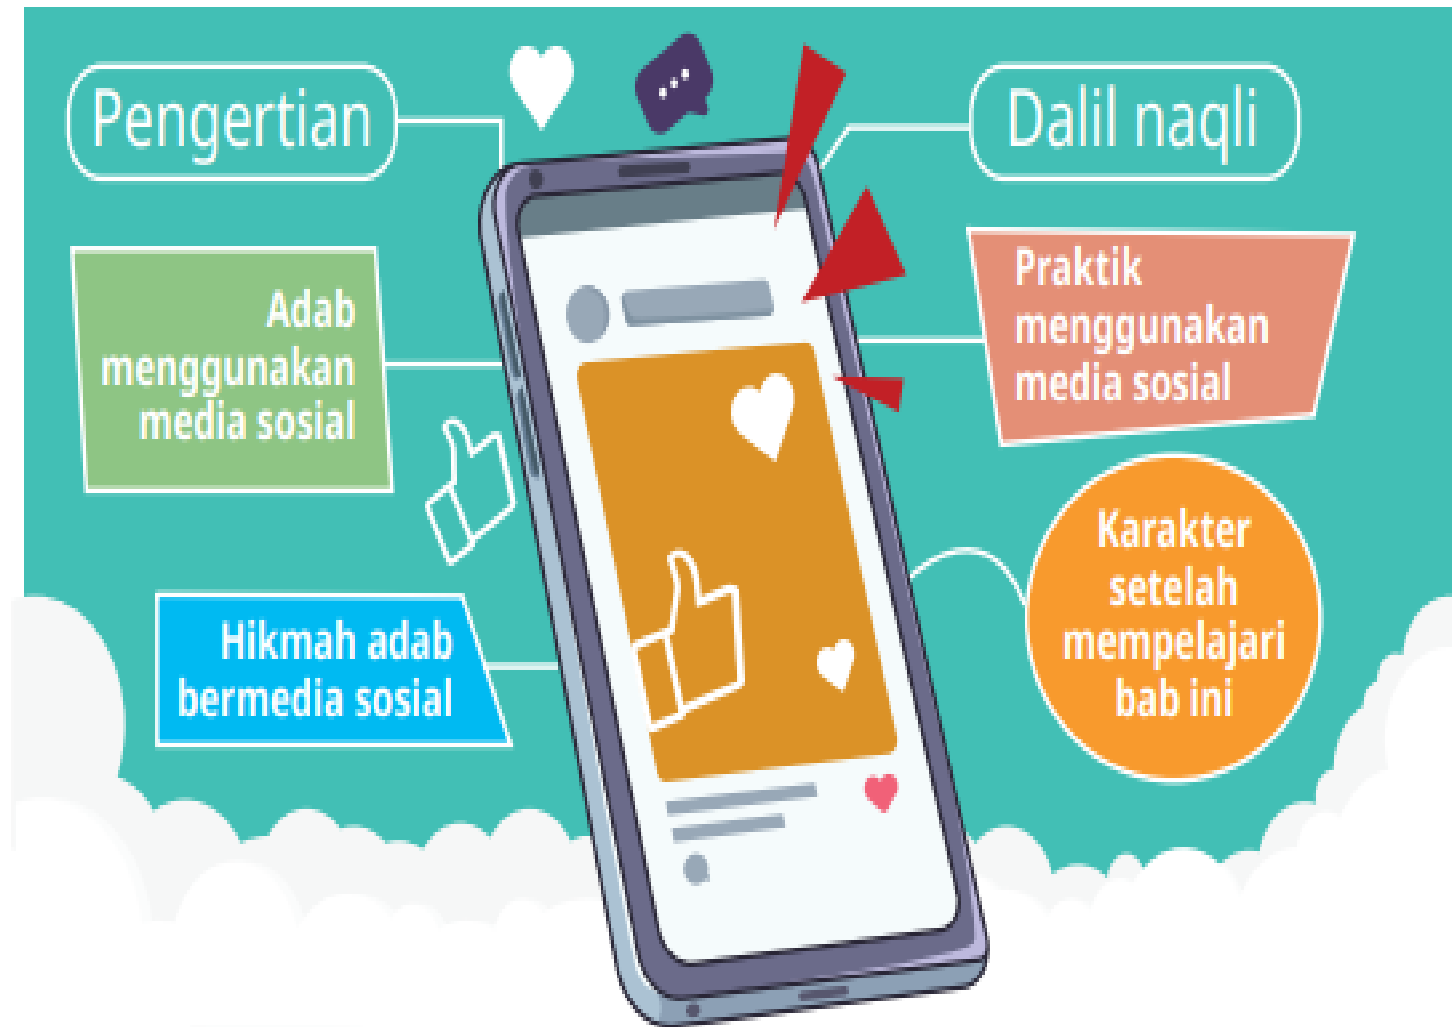 Pengertian
Dalil naqli
Adab
menggunakan
media sosial
Praktik
menggunakan
media sosial
Hikmah adab
bermedia sosial
Karakter
setelah
mempelajari
bab ini